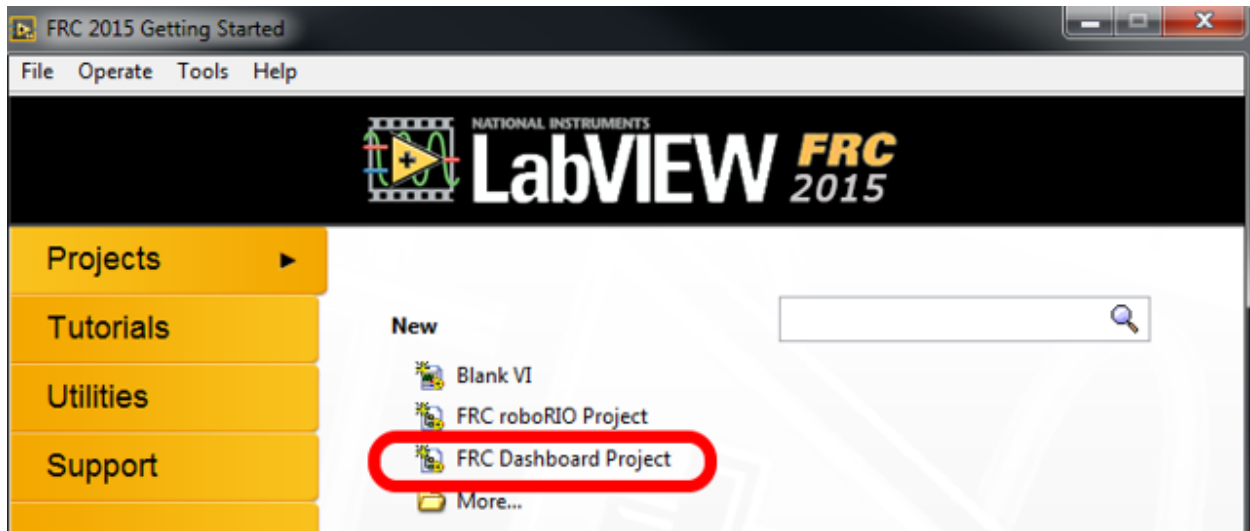 FRC 2015 Getting Started
File Operate Tools Help
NATIONAL INSTRUMENTS
LabVIEW FRC
2015
Projects
Tutorials
Utilities
Support
New
Blank VI
FRC roboRIO Project
FRC Dashboard Project
More...